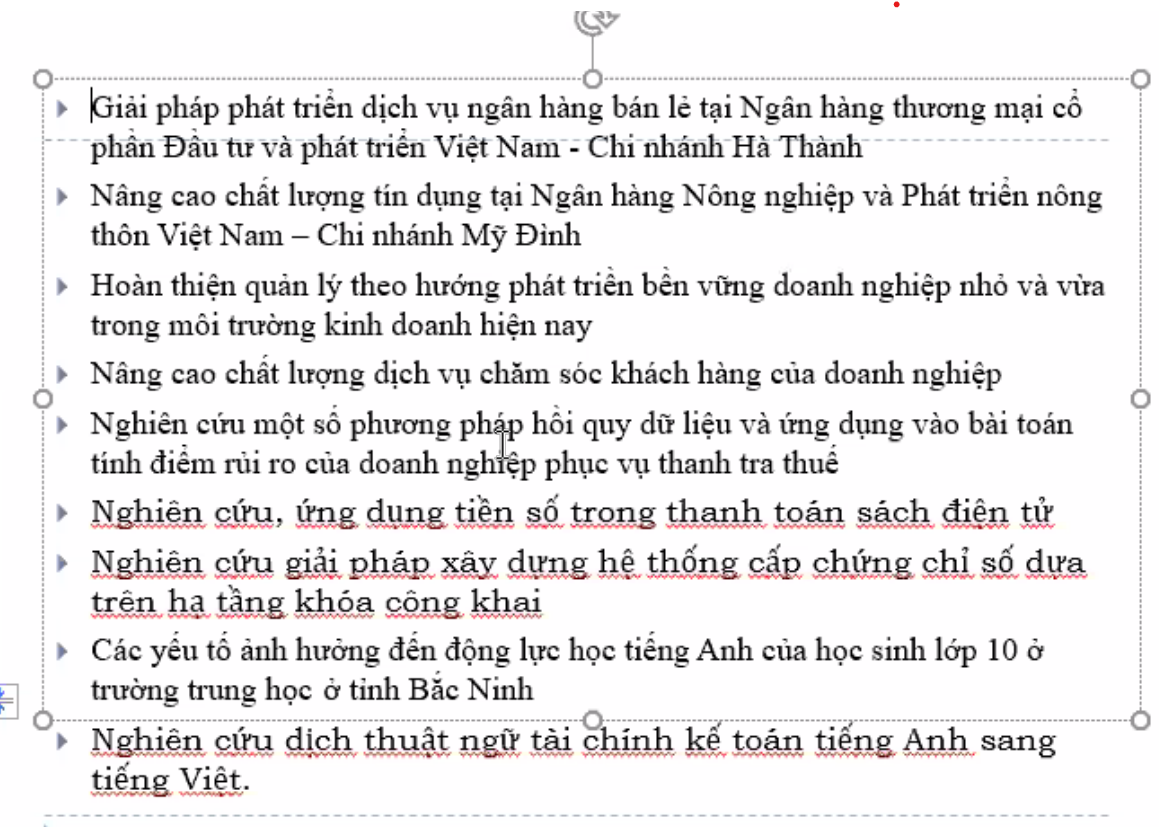 Giải pháp phát triển dịch vụ ngân hàng bán lẻ tại Ngân hàng thương mại cổ
phần Đầu tư và phát triển Việt Nam - Chi nhánh Hà Thành
Nâng cao chất lượng tín dụng tại Ngân hàng Nông nghiệp và Phát triển nông
thôn Việt Nam – Chi nhánh Mỹ Đình
Hoàn thiện quản lý theo hướng phát triển bền vững doanh nghiệp nhỏ và vừa
trong môi trường kinh doanh hiện nay
Nâng cao chất lượng dịch vụ chăm sóc khách hàng của doanh nghiệp
Nghiên cứu một số phương pháp hồi quy dữ liệu và ứng dụng vào bài toán
tính điểm rủi ro của doanh nghiệp phục vụ thanh tra thuế
Nghiên cứu, ứng dụng tiền số trong thanh toán sách điện tử
Nghiên cứu giải pháp xây dựng hệ thống cấp chứng chỉ số dựa
trên hạ tầng khóa công khai
Các yếu tố ảnh hưởng đến động lực học tiếng Anh của học sinh lớp 10 ở
trường trung học ở tỉnh Bắc Ninh
Nghiên cứu dịch thuật ngữ tài chính kế toán tiếng Anh sang
tiếng Việt.